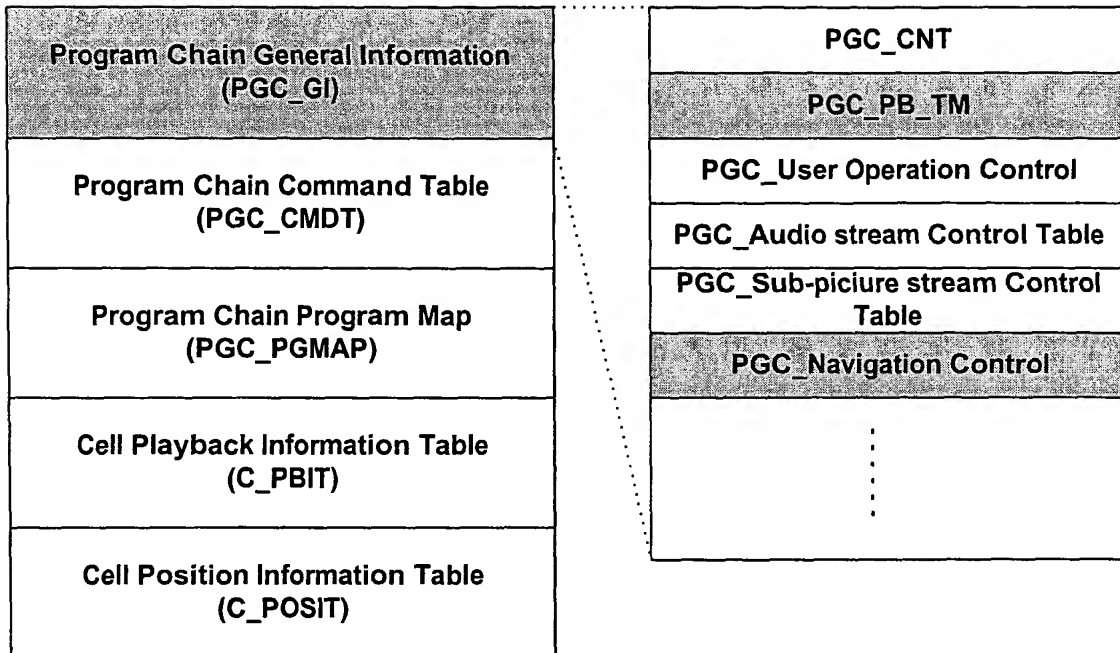 Program Chain General Information
(PGC_GI)
Program Chain Command Table
(PGC_CMDT)
Program Chain Program Map
(PGC_PGMAP)
Cell Playback Information Table
(C_PBIT)
Cell Position Information Table
(C_POSIT)
PGC_CNT
PGC_PB_TM
PGC_User Operation Control
PGC_Audio stream Control Table
PGC_Sub-piciure stream Control
Table
PGC_Navigation Control